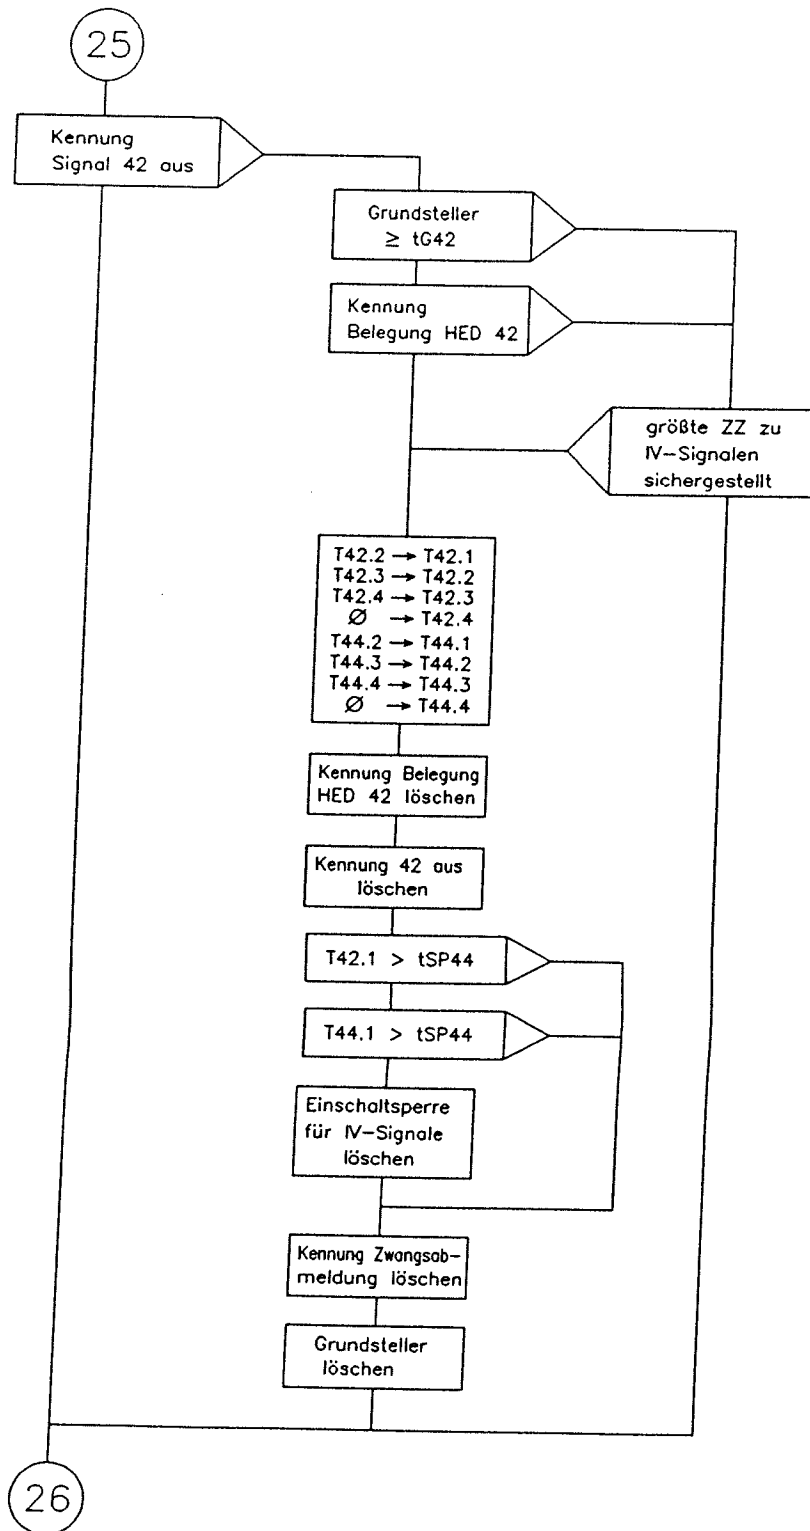 25
Kennung
Signal 42 aus
Grundsteller
≥ tG42
Kennung
Belegung HED 42
größte ZZ zu
IV-Signalen
sichergestellt
T42.2 → T42.1
T42.3 → T42.2
T42.4 → T42.3
Ø → T42.4
T44.2 → T44.1
T44.3 → T44.2
T44.4 → T44.3
Ø → T44.4
Kennung Belegung
HED 42 löschen
Kennung 42 aus
löschen
T42.1 > tSP44
T44.1 > tSP44
Einschaltsperre
für IV-Signale
löschen
Kennung Zwangsab-
meldung löschen
Grundsteller
löschen
26